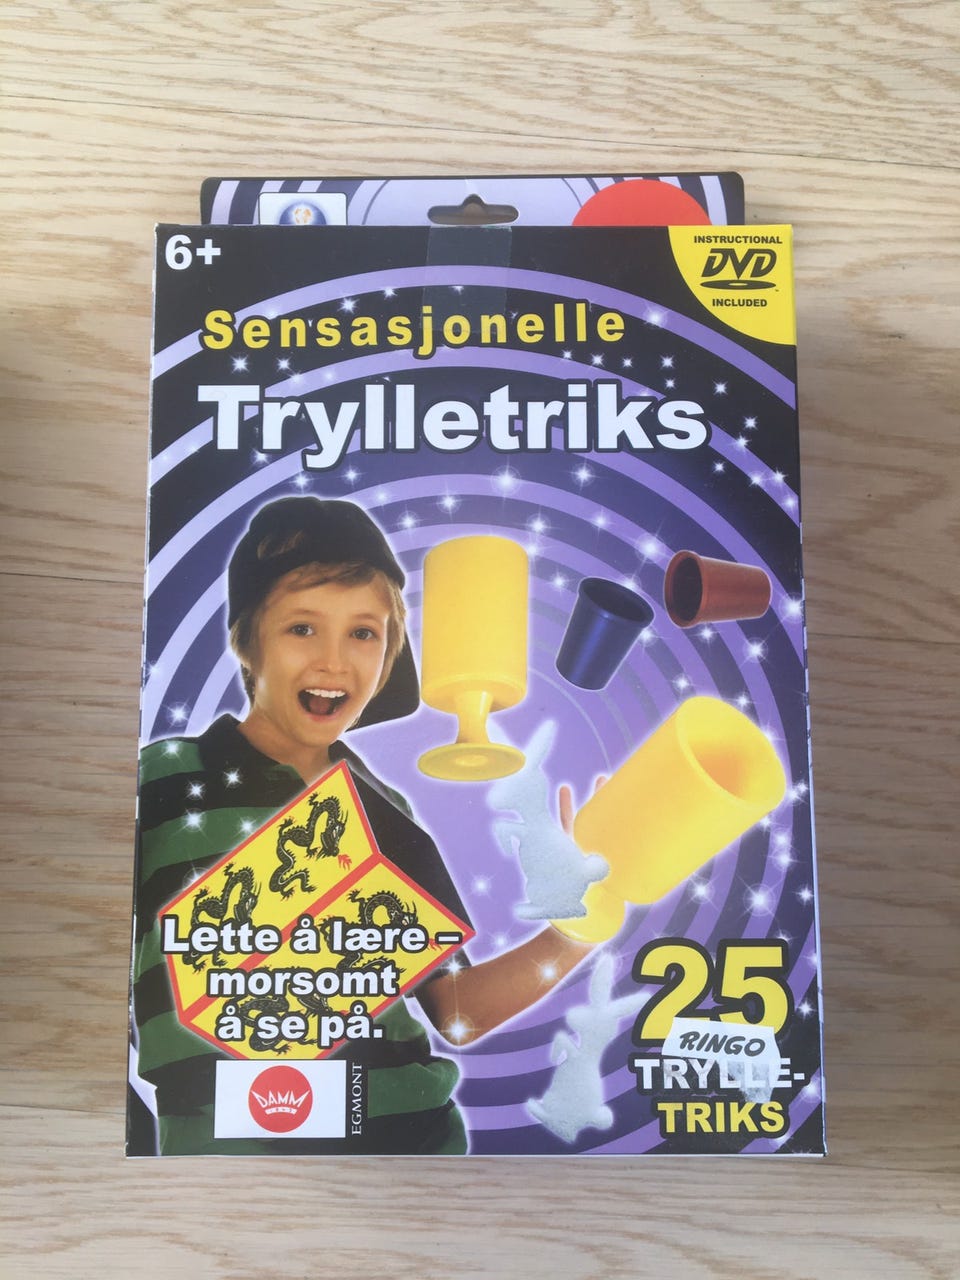 6+
INSTRUCTIONAL
DVD
INCLUDED
Sensasjonelle
Trylletriks
Lette å lære –
morsomt
å se på.
25
RINGO
TRYLLE-
TRIKS
DAMM
EGMONT